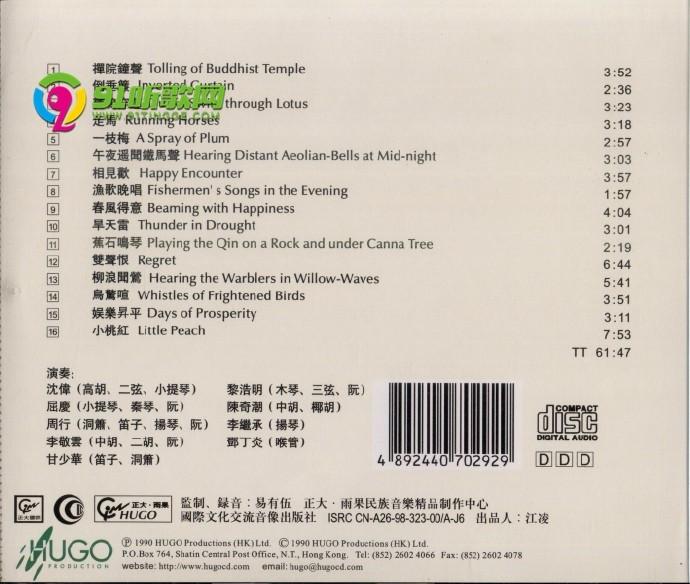 1 禪院鐘聲 Tolling of Buddhist Temple 3:52
倒垂簾 Inverted Curtain 2:36
through Lotus 3:23
走馬 Running Horses 3:18
5 一枝梅 A Spray of Plum 2:57
6 午夜遥聞鐵馬聲 Hearing Distant Aeolian-Bells at Mid-night 3:03
7 相見歡 Happy Encounter 3:57
8 漁歌晚唱 Fishermen's Songs in the Evening 1:57
9 春風得意 Beaming with Happiness 4:04
10 旱天雷 Thunder in Drought 3:01
11 蕉石鳴琴 Playing the Qin on a Rock and under Canna Tree 2:19
12 雙聲恨 Regret 6:44
13 柳浪聞鶯 Hearing the Warblers in Willow-Waves 5:41
14 鳥驚喧 Whistles of Frightened Birds 3:51
15 娛樂昇平 Days of Prosperity 3:11
16 小桃紅 Little Peach 7:53
TT 61:47
91听歌网
WWW.91TINGGE.COM
演奏:
沈偉(高胡、二弦、小提琴) 黎浩明(木琴、三弦、阮)
屈慶(小提琴、秦琴、阮) 陳奇潮(中胡、椰胡)
周行(洞簫、笛子、揚琴、阮) 李繼承(揚琴)
李敬雲(中胡、二胡、阮) 鄧丁炎(喉管)
甘少華(笛子、洞簫)
4 892440 702929
COMPACT
disc
DIGITAL AUDIO
D D D
正大國際
正大·雨果
HUGO
監制、録音:易有伍 正大·雨果民族音樂精品制作中心
國際文化交流音像出版社 ISRC CN-A26-98-323-00/A-J6 出品人:江凌
HUGO
PRODUCTION
℗ 1990 HUGO Productions (HK) Ltd. © 1990 HUGO Productions (HK) Ltd.
P.O.Box 764, Shatin Central Post Office, N.T., Hong Kong. Tel: (852) 2602 4066 Fax: (852) 2602 4078
website: http://www.hugocd.com email: hugo@hugocd.com